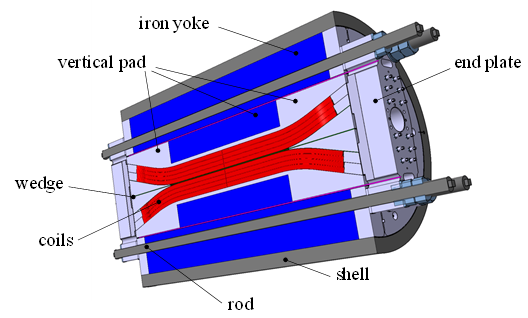 iron yoke
vertical pad
end plate
wedge
coils
shell
rod